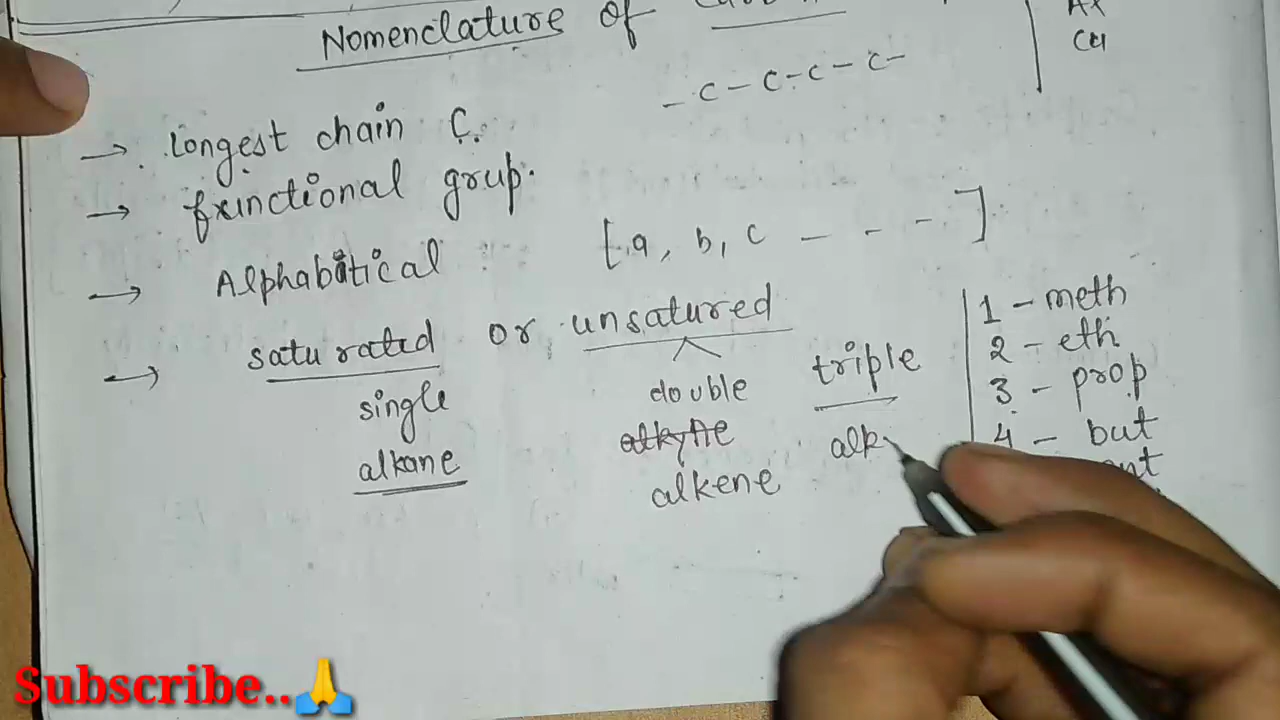 Nomenclature of
- C - C - C - C -
CH
→ Longest chain C.
→ functional grup.
→ Alphabitical [a, b, c - - - ]
→ saturated or unsatured
single
double
triple
alkane
alkyne
alkene
alk
1 - meth
2 - eth
3 - prop
4 - but
Subscribe..🙏